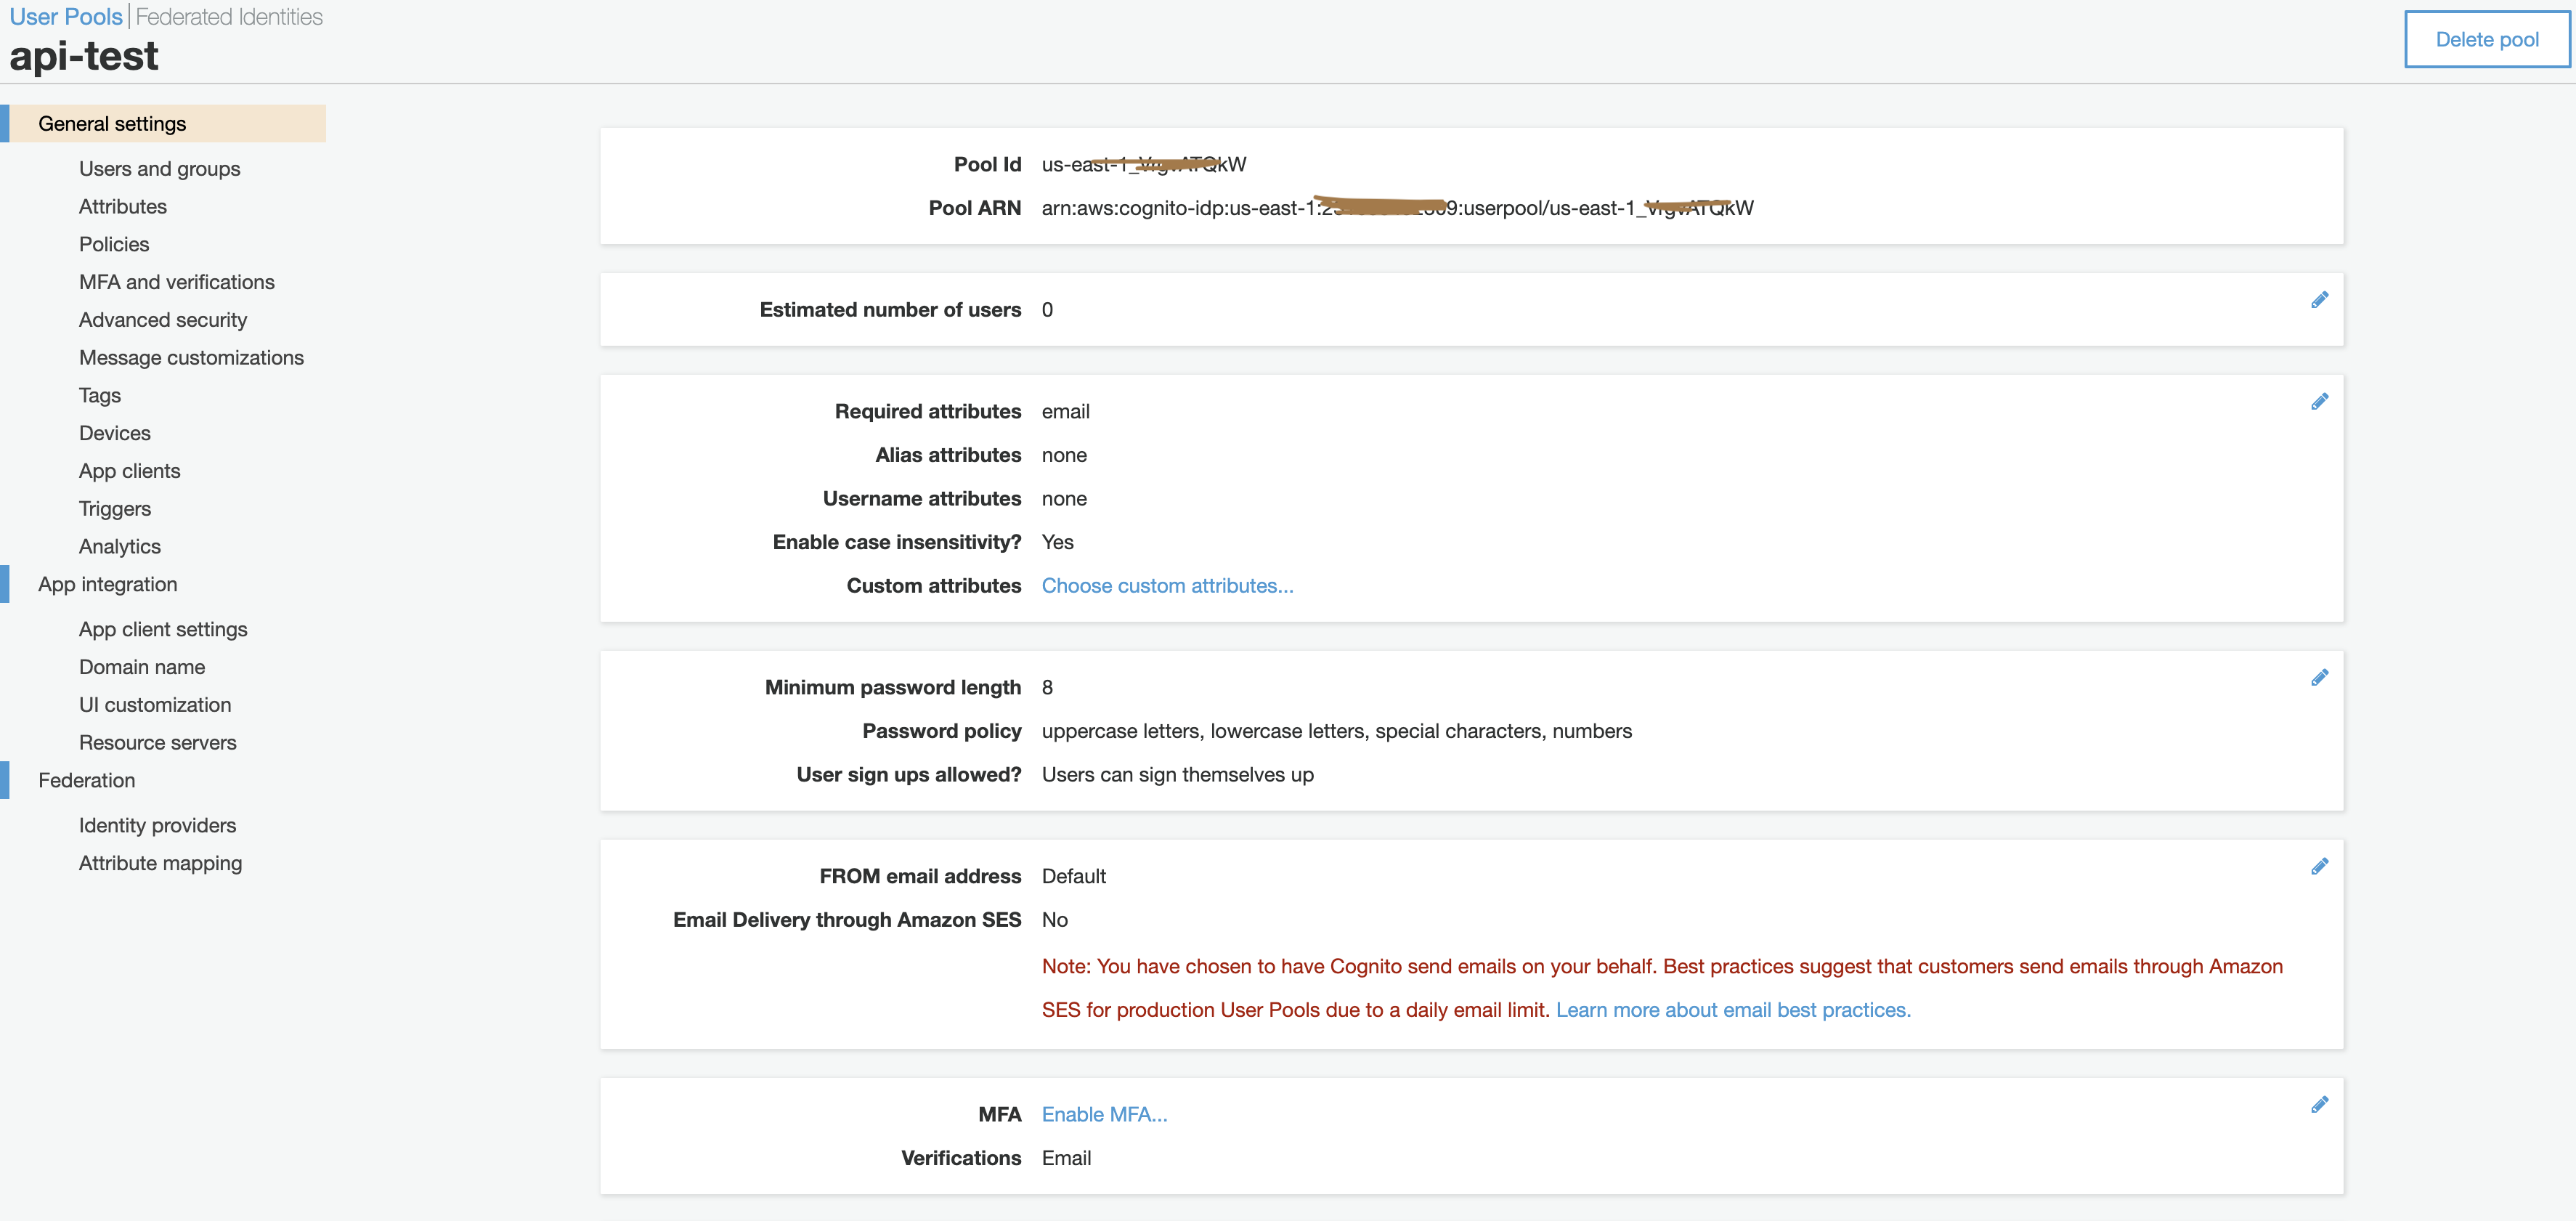 User Pools | Federated Identities
api-test
Delete pool
General settings
Users and groups
Attributes
Policies
MFA and verifications
Advanced security
Message customizations
Tags
Devices
App clients
Triggers
Analytics
App integration
App client settings
Domain name
UI customization
Resource servers
Federation
Identity providers
Attribute mapping
Pool Id us-east-1_ kW
Pool ARN arn:aws:cognito-idp:us-east-1: 9:userpool/us-east-1_ kW
Estimated number of users 0
Required attributes email
Alias attributes none
Username attributes none
Enable case insensitivity? Yes
Custom attributes Choose custom attributes...
Minimum password length 8
Password policy uppercase letters, lowercase letters, special characters, numbers
User sign ups allowed? Users can sign themselves up
FROM email address Default
Email Delivery through Amazon SES No
Note: You have chosen to have Cognito send emails on your behalf. Best practices suggest that customers send emails through Amazon
SES for production User Pools due to a daily email limit. Learn more about email best practices.
MFA Enable MFA...
Verifications Email